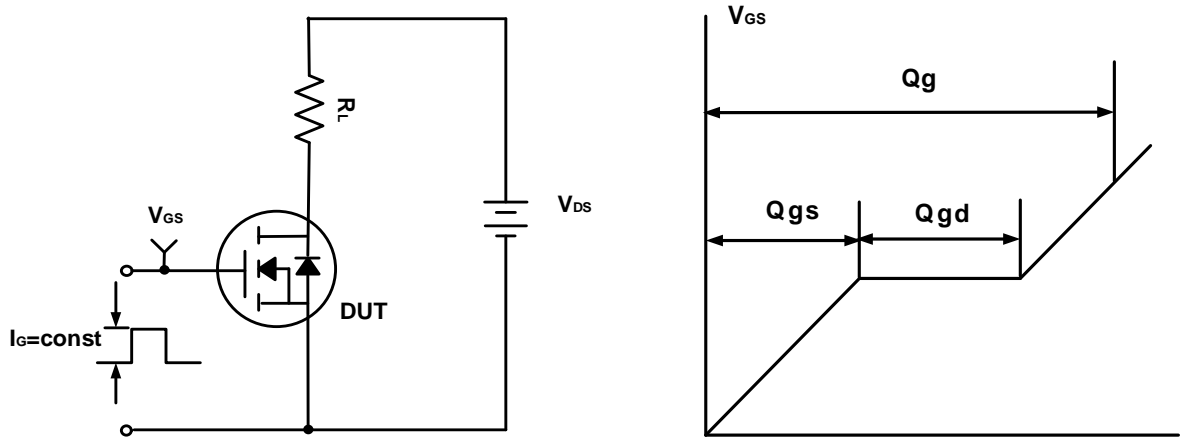 RL
VDS
VGS
DUT
IG=const
VGS
Qg
Qgs
Qgd